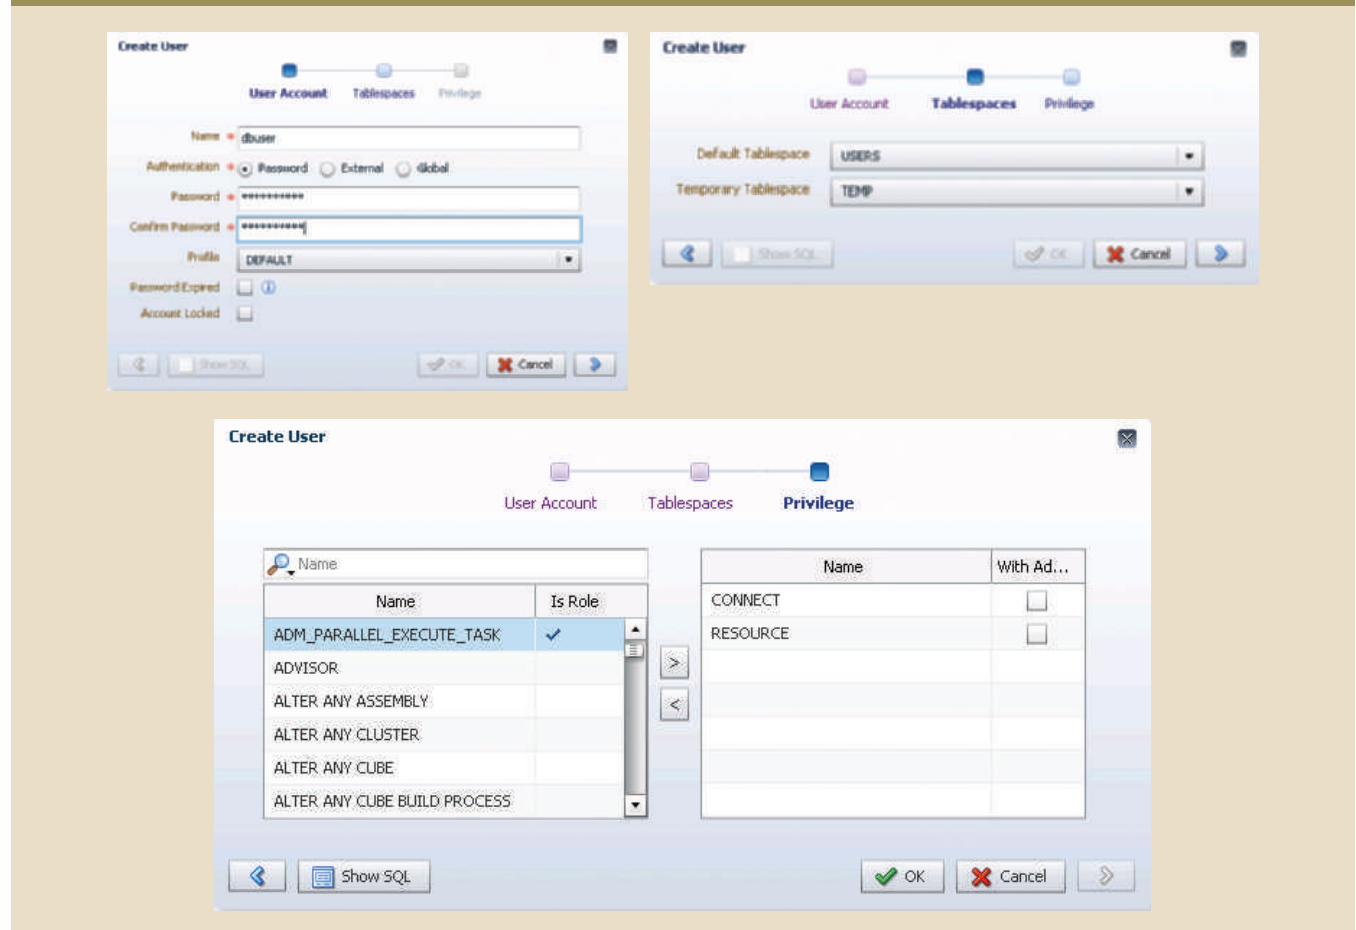 Create User
User Account Tablespaces Privilege
Name * dbuser
Authentication * Password External Global
Password * **********
Confirm Password * **********
Profile DEFAULT
Password Expired
Account Locked
Show SQL OK Cancel
Create User
User Account Tablespaces Privilege
Default Tablespace USERS
Temporary Tablespace TEMP
Show SQL OK Cancel
Create User
User Account Tablespaces Privilege
Name
Name Is Role
ADM_PARALLEL_EXECUTE_TASK
ADVISOR
ALTER ANY ASSEMBLY
ALTER ANY CLUSTER
ALTER ANY CUBE
ALTER ANY CUBE BUILD PROCESS
>
<
Name With Ad...
CONNECT
RESOURCE
Show SQL OK Cancel